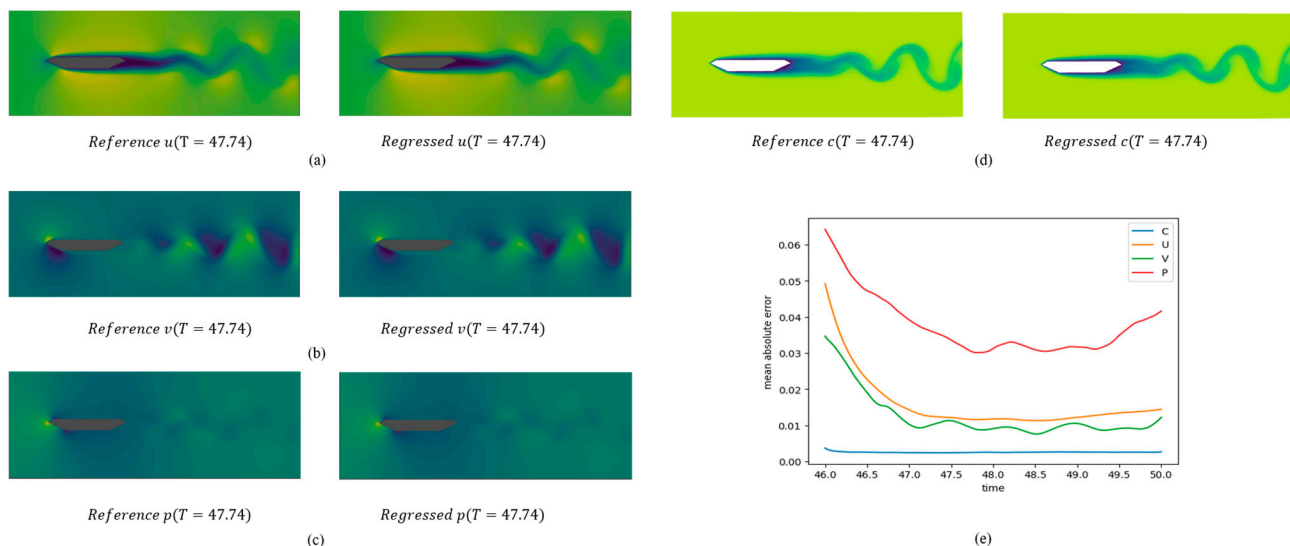 Reference u(T = 47.74)
Regressed u(T = 47.74)
(a)
Reference c(T = 47.74)
Regressed c(T = 47.74)
(d)
Reference v(T = 47.74)
Regressed v(T = 47.74)
(b)
Reference p(T = 47.74)
Regressed p(T = 47.74)
(c)
C
U
V
P
mean absolute error
0.06
0.05
0.04
0.03
0.02
0.01
0.00
46.0 46.5 47.0 47.5 48.0 48.5 49.0 49.5 50.0
time
(e)